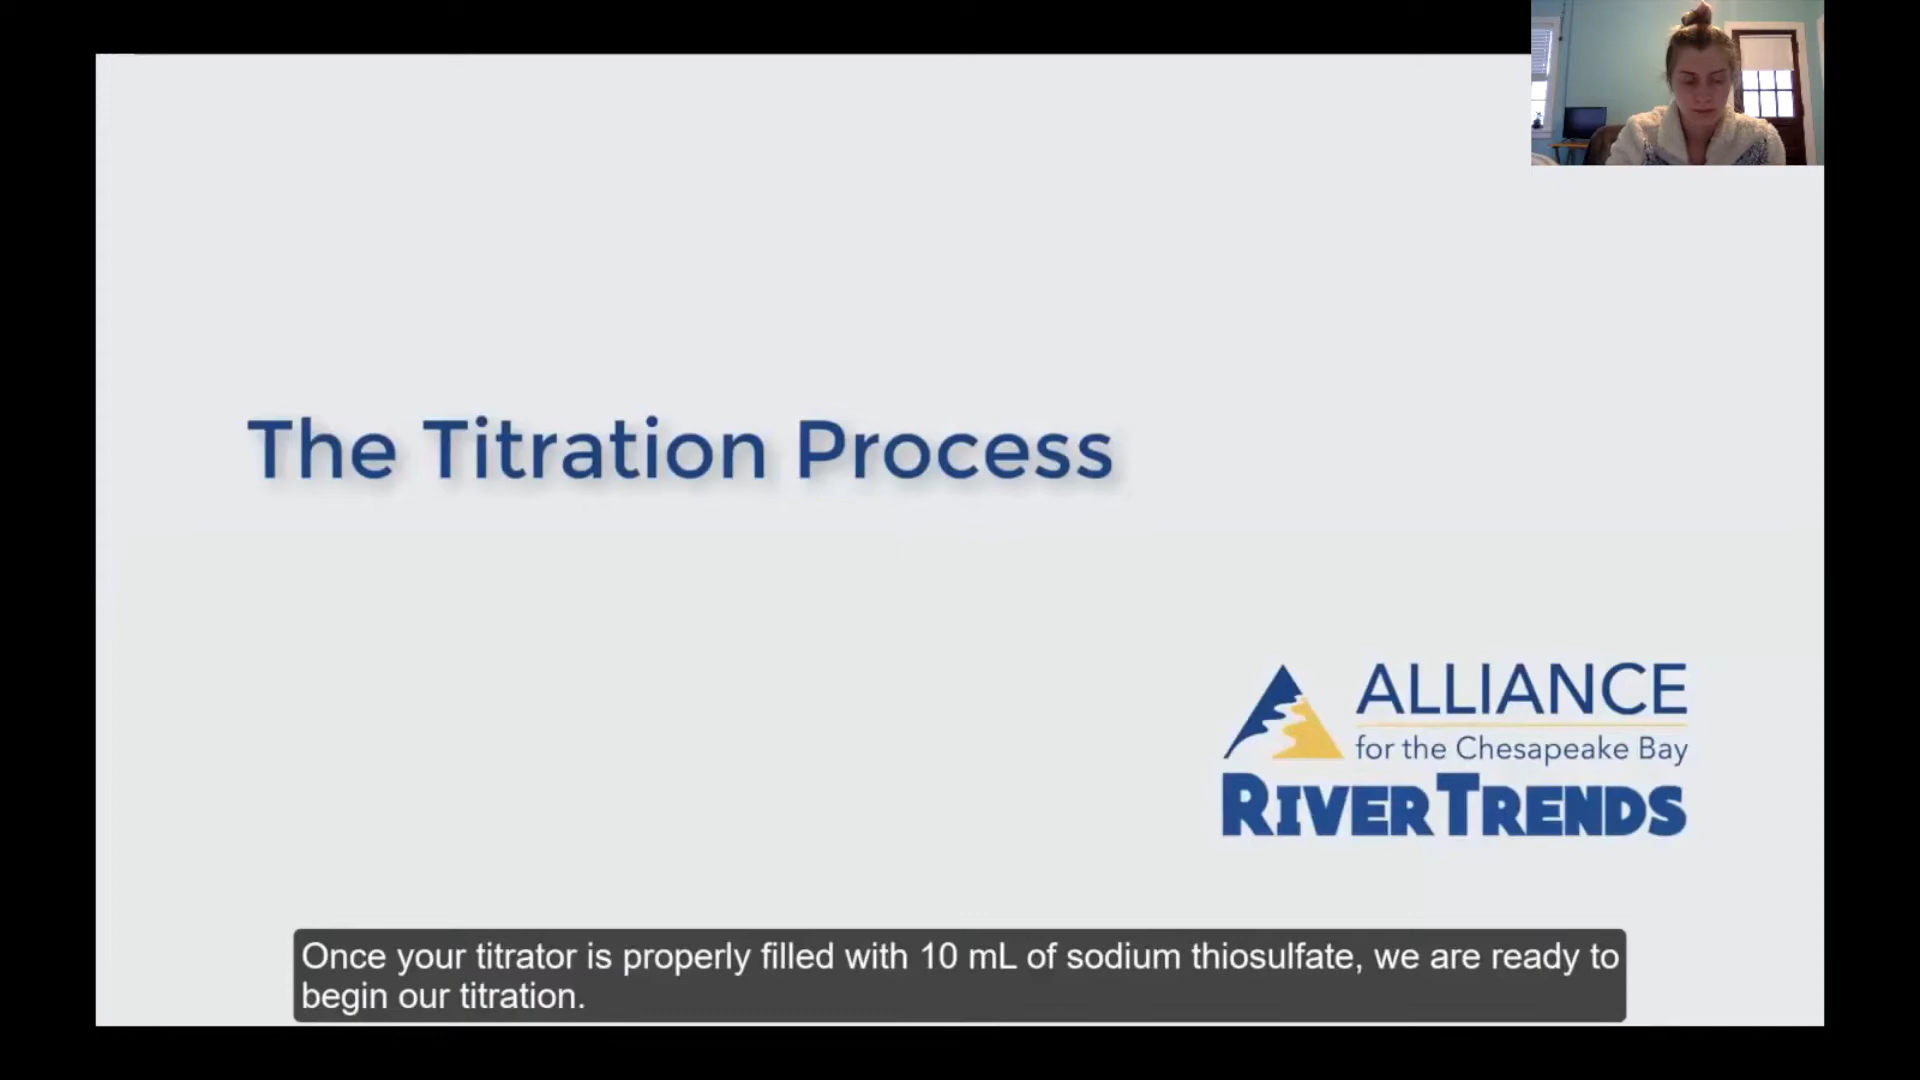 The Titration Process
ALLIANCE
for the Chesapeake Bay
RIVERTRENDS
Once your titrator is properly filled with 10 mL of sodium thiosulfate, we are ready to
begin our titration.